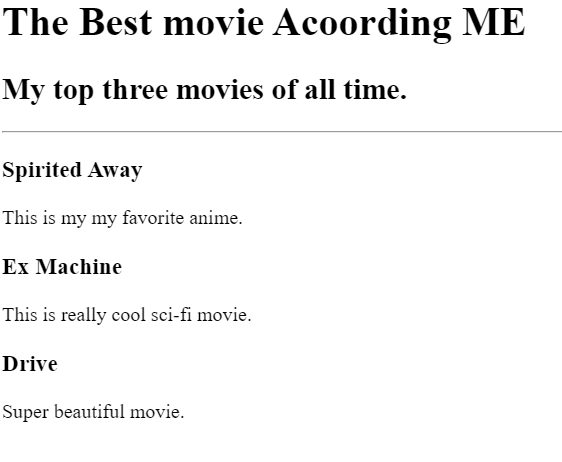 The Best movie Acoording ME
My top three movies of all time.
Spirited Away
This is my my favorite anime.
Ex Machine
This is really cool sci-fi movie.
Drive
Super beautiful movie.